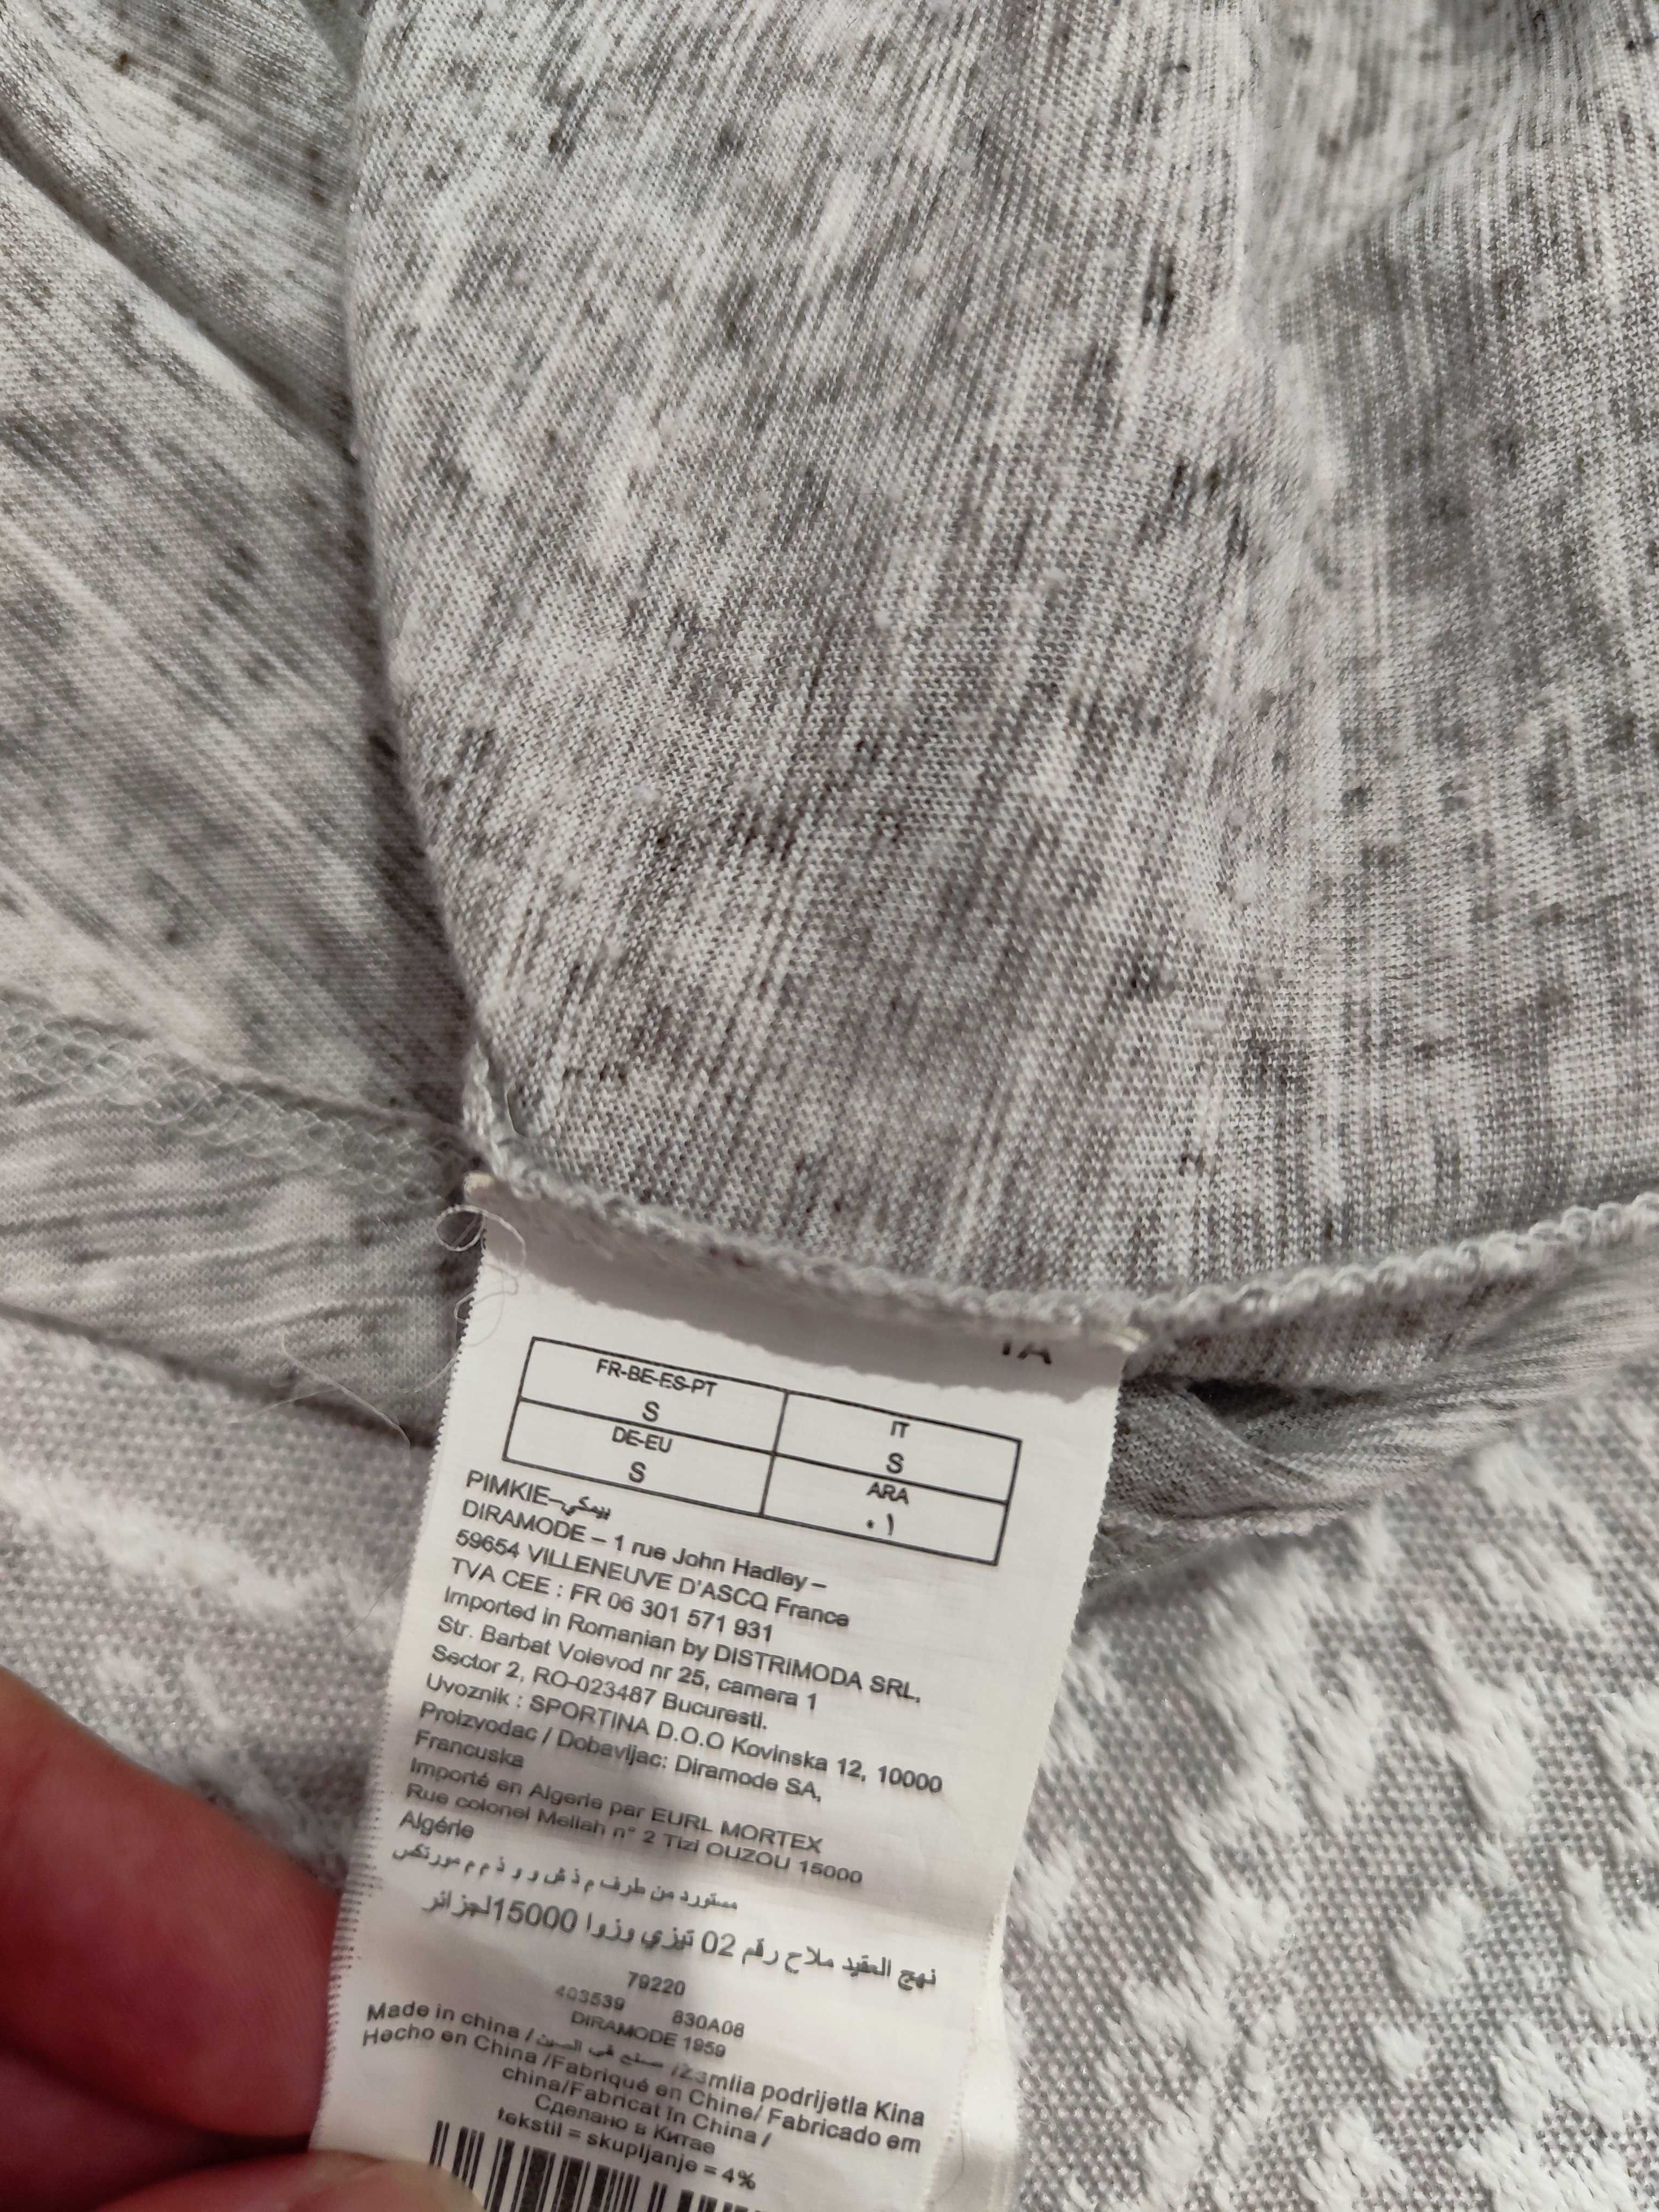 FR-BE-ES-PT
S
IT
S
DE-EU
S
ARA
٠١
PIMKIE-بيمكي
DIRAMODE – 1 rue John Hadley –
59654 VILLENEUVE D'ASCQ France
TVA CEE : FR 06 301 571 931
Imported in Romanian by DISTRIMODA SRL,
Str. Barbat Voievod nr 25, camera 1
Sector 2, RO-023487 Bucuresti.
Uvoznik : SPORTINA D.O.O Kovinska 12, 10000
Proizvodac / Dobavljac: Diramode SA,
Francuska
Importé en Algerie par EURL MORTEX
Rue colonel Mellah n° 2 Tizi OUZOU 15000
Algérie
مستورد من طرف م ذ ش و و ذ م م مورتكس
نهج العقيد ملاح رقم 02 تيزي وزوا 15000لجزائر
79220
403539 830A08
DIRAMODE 1959
Made in china / صنع في الصين /Zemlja podrijetla Kina
Hecho en China /Fabriqué en Chine/ Fabricado em
china/Fabricat în China /
Сделано в Китае
tekstil = skupljanje = 4%